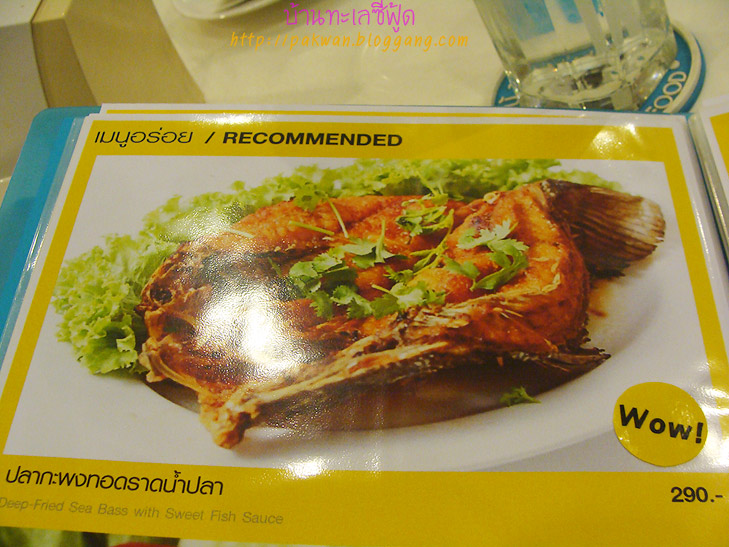 บ้านทะเลซีฟู้ด
http://pakwan.bloggang.com
FOOD
เมนูอร่อย / RECOMMENDED
Wow!
ปลากะพงทอดราดน้ำปลา
290.-
Deep-Fried Sea Bass with Sweet Fish Sauce